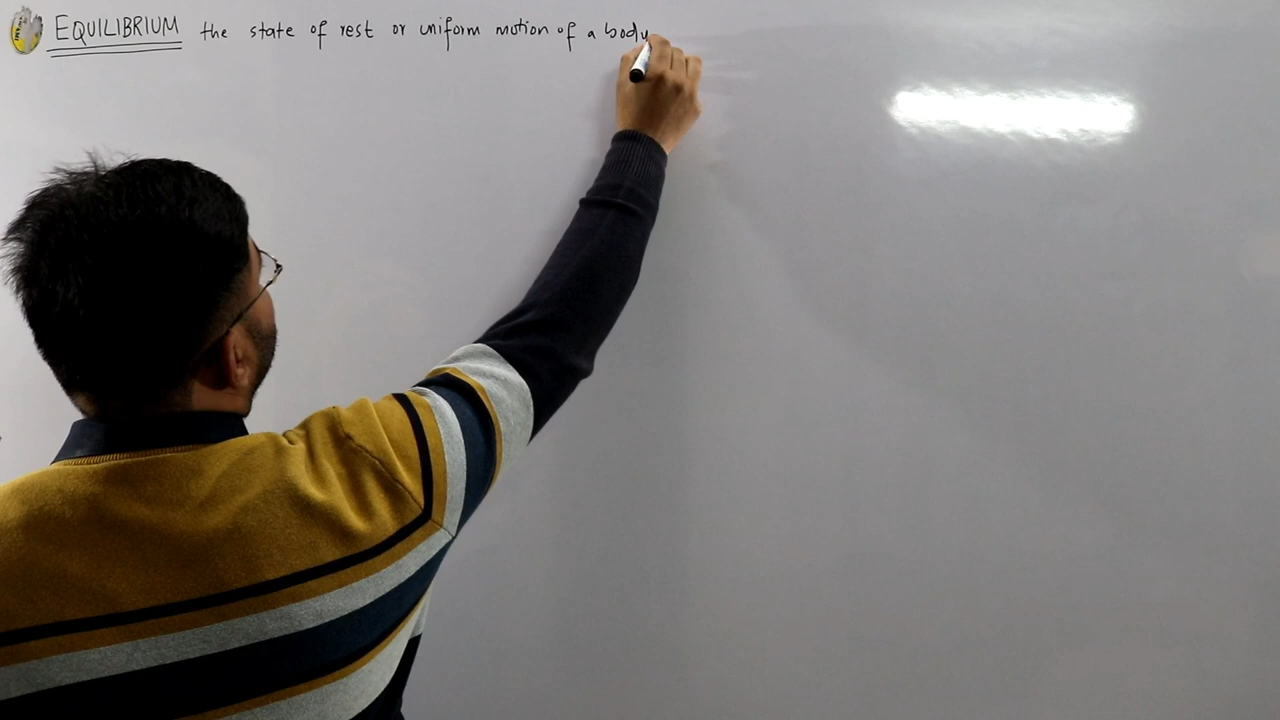 EQUILIBRIUM the state of rest or uniform motion of a body